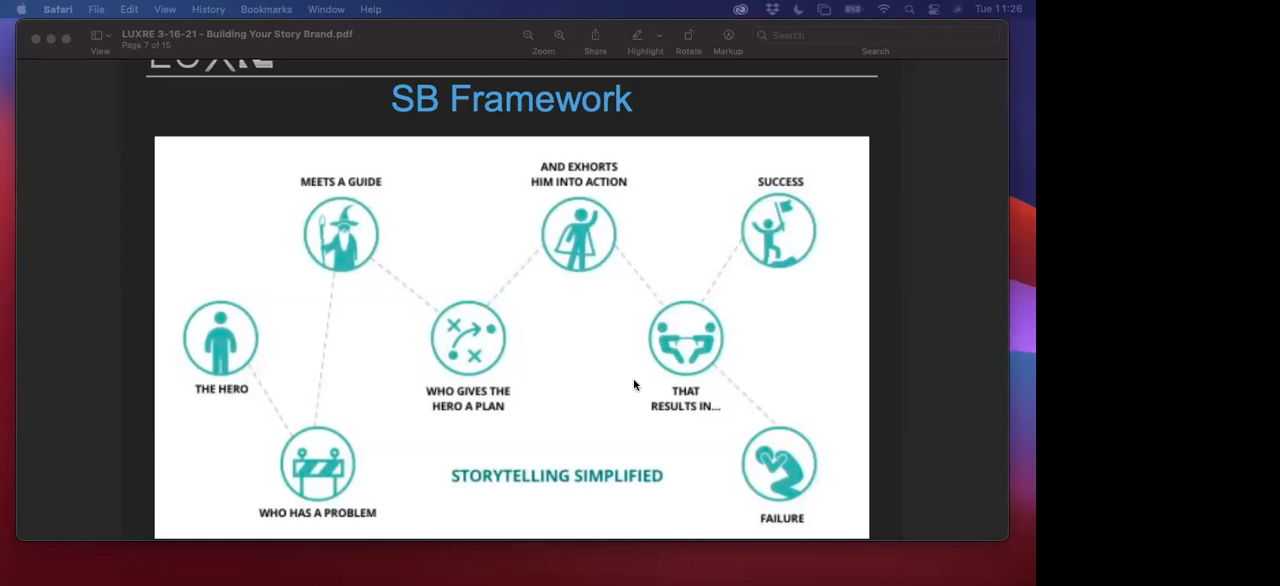 Safari File Edit View History Bookmarks Window Help Tue 11:26
LUXRE 3-16-21 - Building Your Story Brand.pdf
Page 7 of 15
View Zoom Share Highlight Rotate Markup Search
Search
LUXRE
SB Framework
MEETS A GUIDE
AND EXHORTS
HIM INTO ACTION
SUCCESS
THE HERO
WHO GIVES THE
HERO A PLAN
THAT
RESULTS IN...
WHO HAS A PROBLEM
STORYTELLING SIMPLIFIED
FAILURE